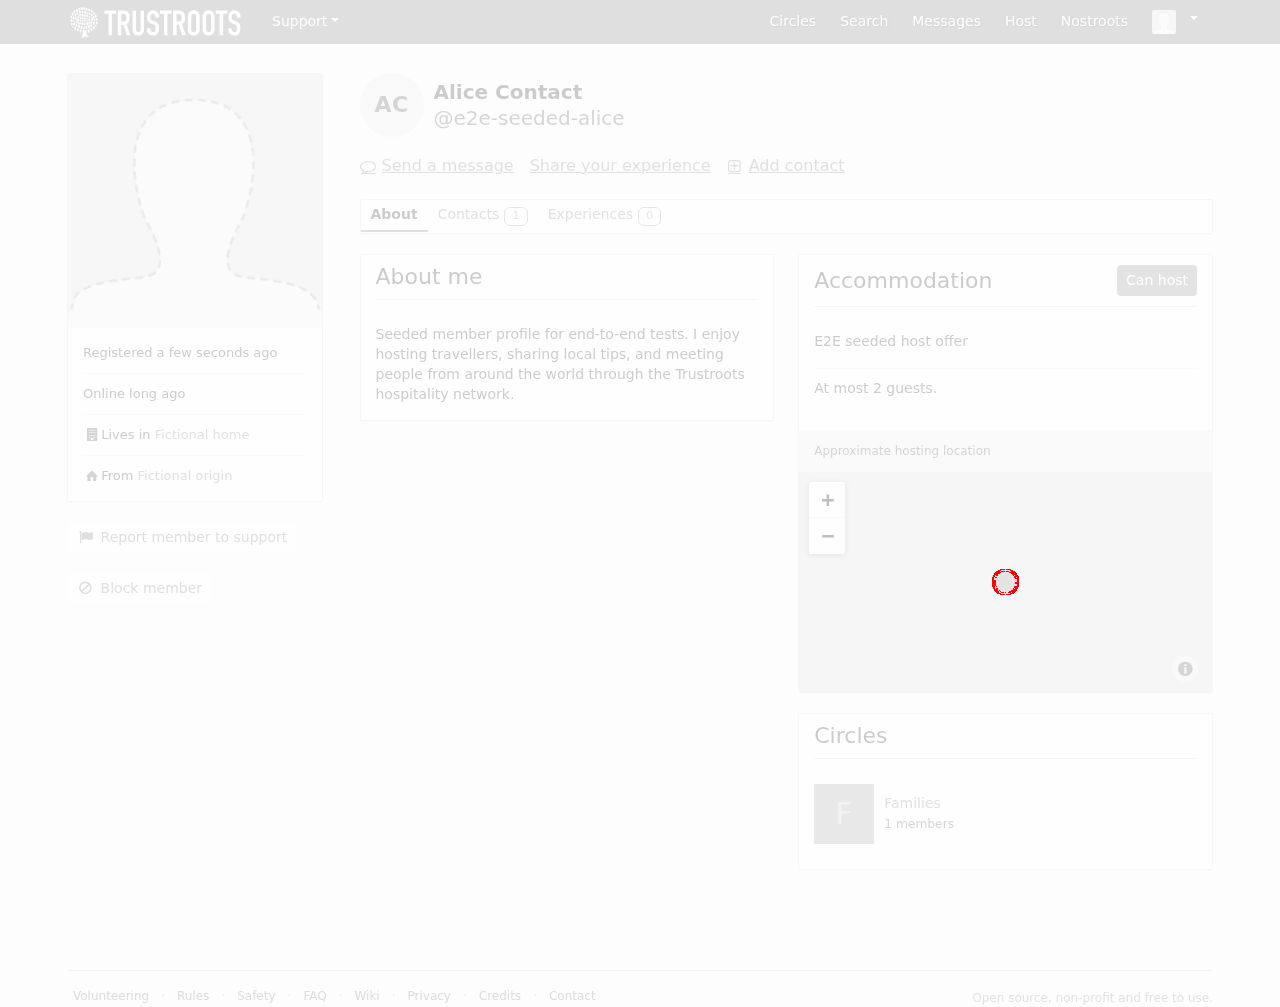 TRUSTROOTS Support Circles Search Messages Host Nostroots
AC
Alice Contact
@e2e-seeded-alice
Send a message Share your experience Add contact
About Contacts 1 Experiences 0
Registered a few seconds ago
Online long ago
Lives in Fictional home
From Fictional origin
Report member to support
Block member
About me
Seeded member profile for end-to-end tests. I enjoy
hosting travellers, sharing local tips, and meeting
people from around the world through the Trustroots
hospitality network.
Accommodation Can host
E2E seeded host offer
At most 2 guests.
Approximate hosting location
+
−
Circles
F
Families
1 members
Volunteering · Rules · Safety · FAQ · Wiki · Privacy · Credits · Contact
Open source, non-profit and free to use.